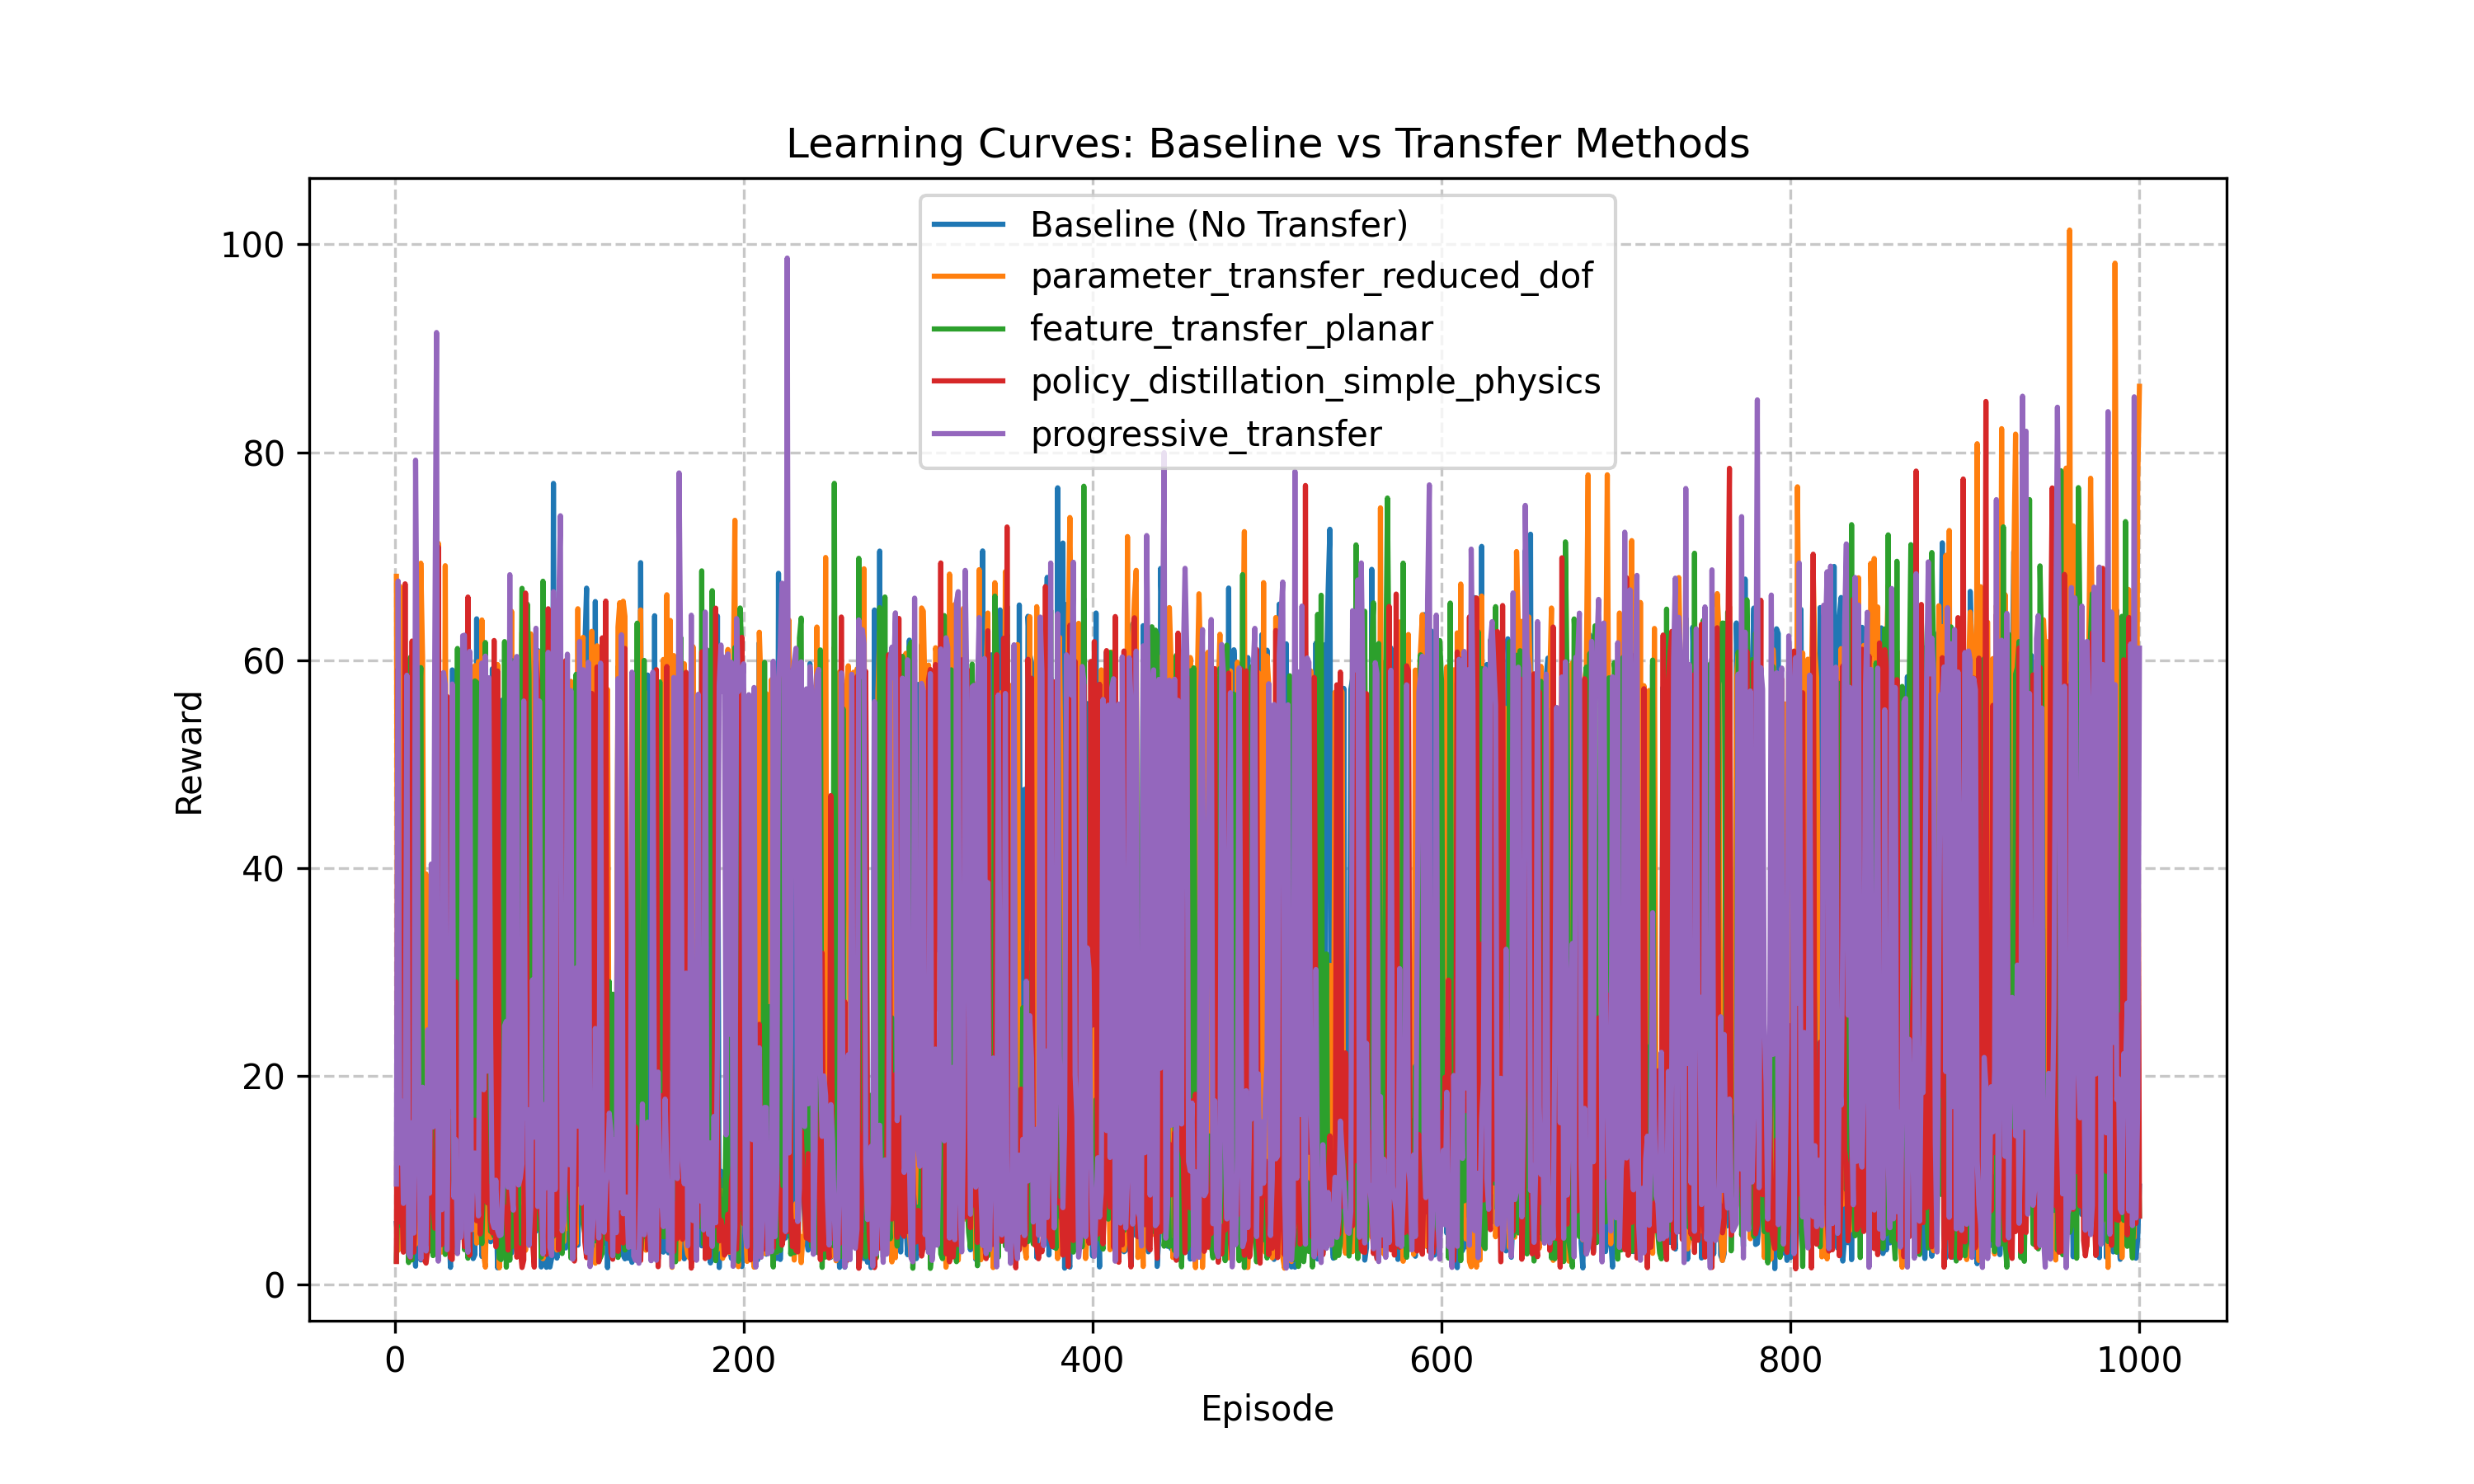 Learning Curves: Baseline vs Transfer Methods
Baseline (No Transfer)
parameter_transfer_reduced_dof
feature_transfer_planar
policy_distillation_simple_physics
progressive_transfer
Reward
100
80
60
40
20
0
0 200 400 600 800 1000
Episode